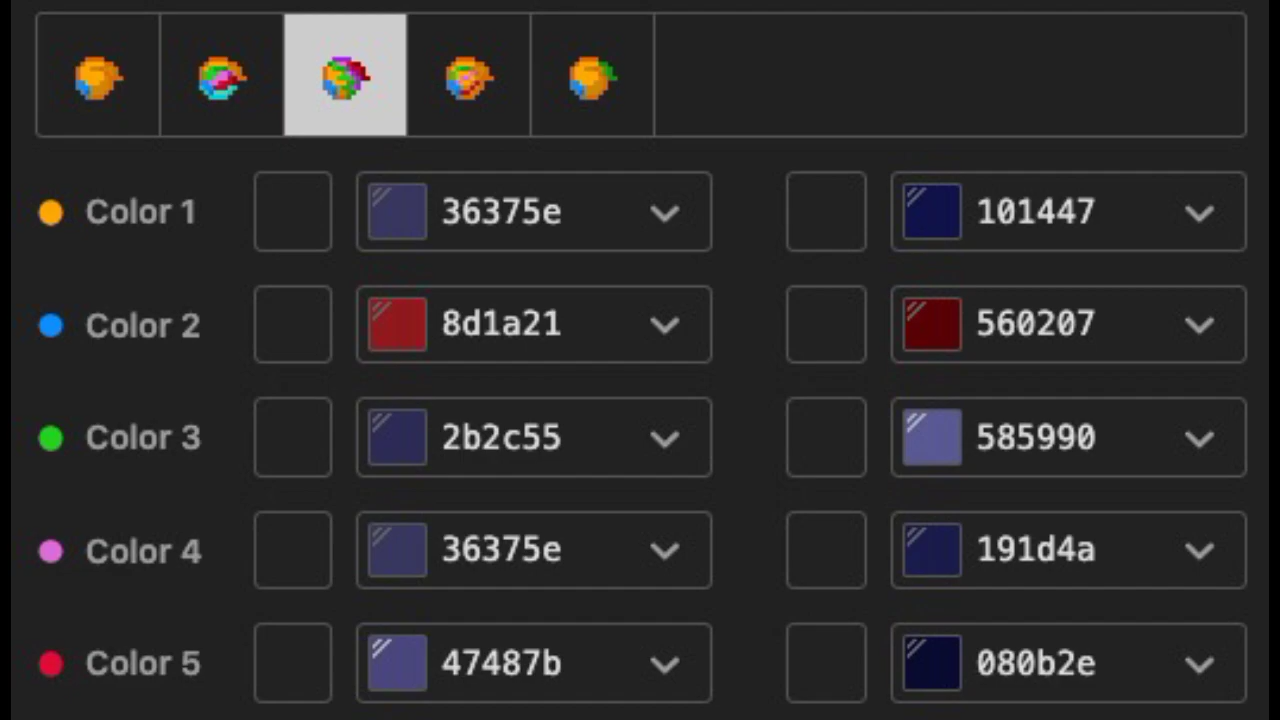 Color 1 36375e 101447
Color 2 8d1a21 560207
Color 3 2b2c55 585990
Color 4 36375e 191d4a
Color 5 47487b 080b2e